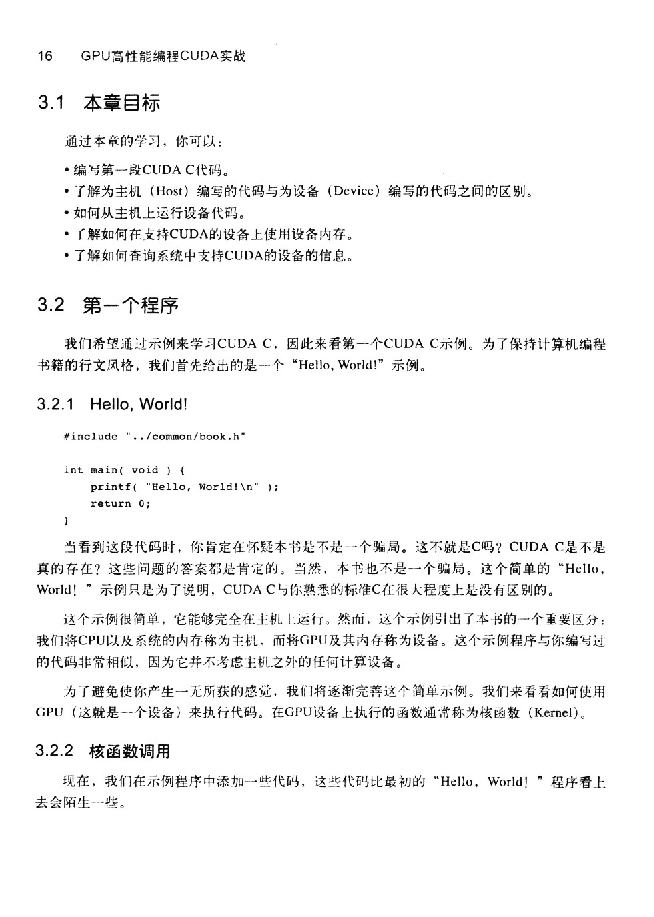 16 GPU高性能编程CUDA实战
3.1 本章目标
通过本章的学习，你可以：
• 编写第一段CUDA C代码。
• 了解为主机（Host）编写的代码与为设备（Device）编写的代码之间的区别。
• 如何从主机上运行设备代码。
• 了解如何在支持CUDA的设备上使用设备内存。
• 了解如何查询系统中支持CUDA的设备的信息。
3.2 第一个程序
我们希望通过示例来学习CUDA C，因此来看第一个CUDA C示例。为了保持计算机编程
书籍的行文风格，我们首先给出的是一个“Hello, World!”示例。
3.2.1 Hello, World!
#include "../common/book.h"
int main( void ) {
printf( "Hello, World!\n" );
return 0;
}
当看到这段代码时，你肯定在怀疑本书是不是一个骗局。这不就是C吗？CUDA C是不是
真的存在？这些问题的答案都是肯定的。当然，本书也不是一个骗局。这个简单的“Hello，
World！”示例只是为了说明，CUDA C与你熟悉的标准C在很大程度上是没有区别的。
这个示例很简单，它能够完全在主机上运行。然而，这个示例引出了本书的一个重要区分：
我们将CPU以及系统的内存称为主机，而将GPU及其内存称为设备。这个示例程序与你编写过
的代码非常相似，因为它并不考虑主机之外的任何计算设备。
为了避免使你产生一无所获的感觉，我们将逐渐完善这个简单示例。我们来看看如何使用
GPU（这就是一个设备）来执行代码。在GPU设备上执行的函数通常称为核函数（Kernel）。
3.2.2 核函数调用
现在，我们在示例程序中添加一些代码，这些代码比最初的“Hello，World！”程序看上
去会陌生一些。